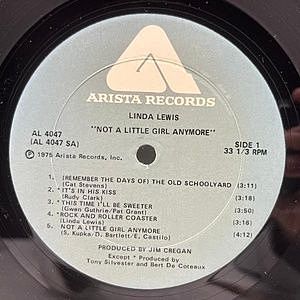 ARISTA RECORDS
LINDA LEWIS
"NOT A LITTLE GIRL ANYMORE"
AL 4047
(AL 4047 SA)
SIDE 1
33 1/3 RPM
Ⓟ 1975 Arista Records, Inc.
1. (REMEMBER THE DAYS OF) THE OLD SCHOOLYARD (3:11)
(Cat Stevens)
2. *IT'S IN HIS KISS (3:18)
(Rudy Clark)
3. *THIS TIME I'LL BE SWEETER (3:50)
(Gwen Guthrie/Pat Grant)
4. *ROCK AND ROLLER COASTER (3:16)
(Linda Lewis)
5. NOT A LITTLE GIRL ANYMORE (4:12)
(S. Kupka/D. Bartlett/E. Castilo)
PRODUCED BY JIM CREGAN
Except * Produced by
Tony Silvester and Bert De Coteaux